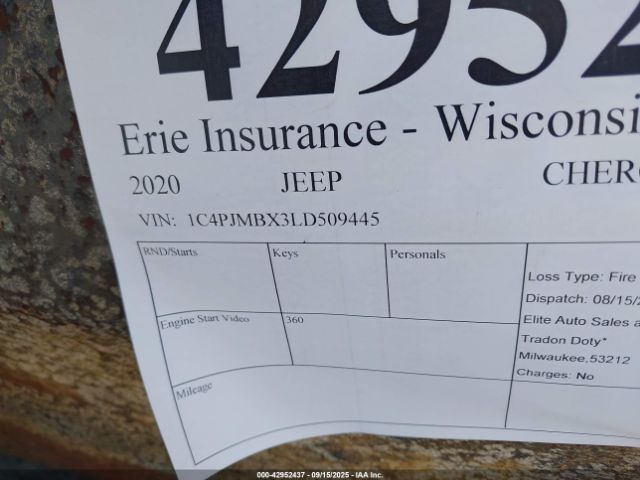 42952
Erie Insurance - Wisconsi
2020 JEEP CHERO
VIN: 1C4PJMBX3LD509445
RND/Starts Keys Personals
Loss Type: Fire
Dispatch: 08/15/2
Engine Start Video 360
Elite Auto Sales a
Tradon Doty*
Milwaukee,53212
Charges: No
Mileage
000-42952437 - 09/15/2025 - IAA Inc.